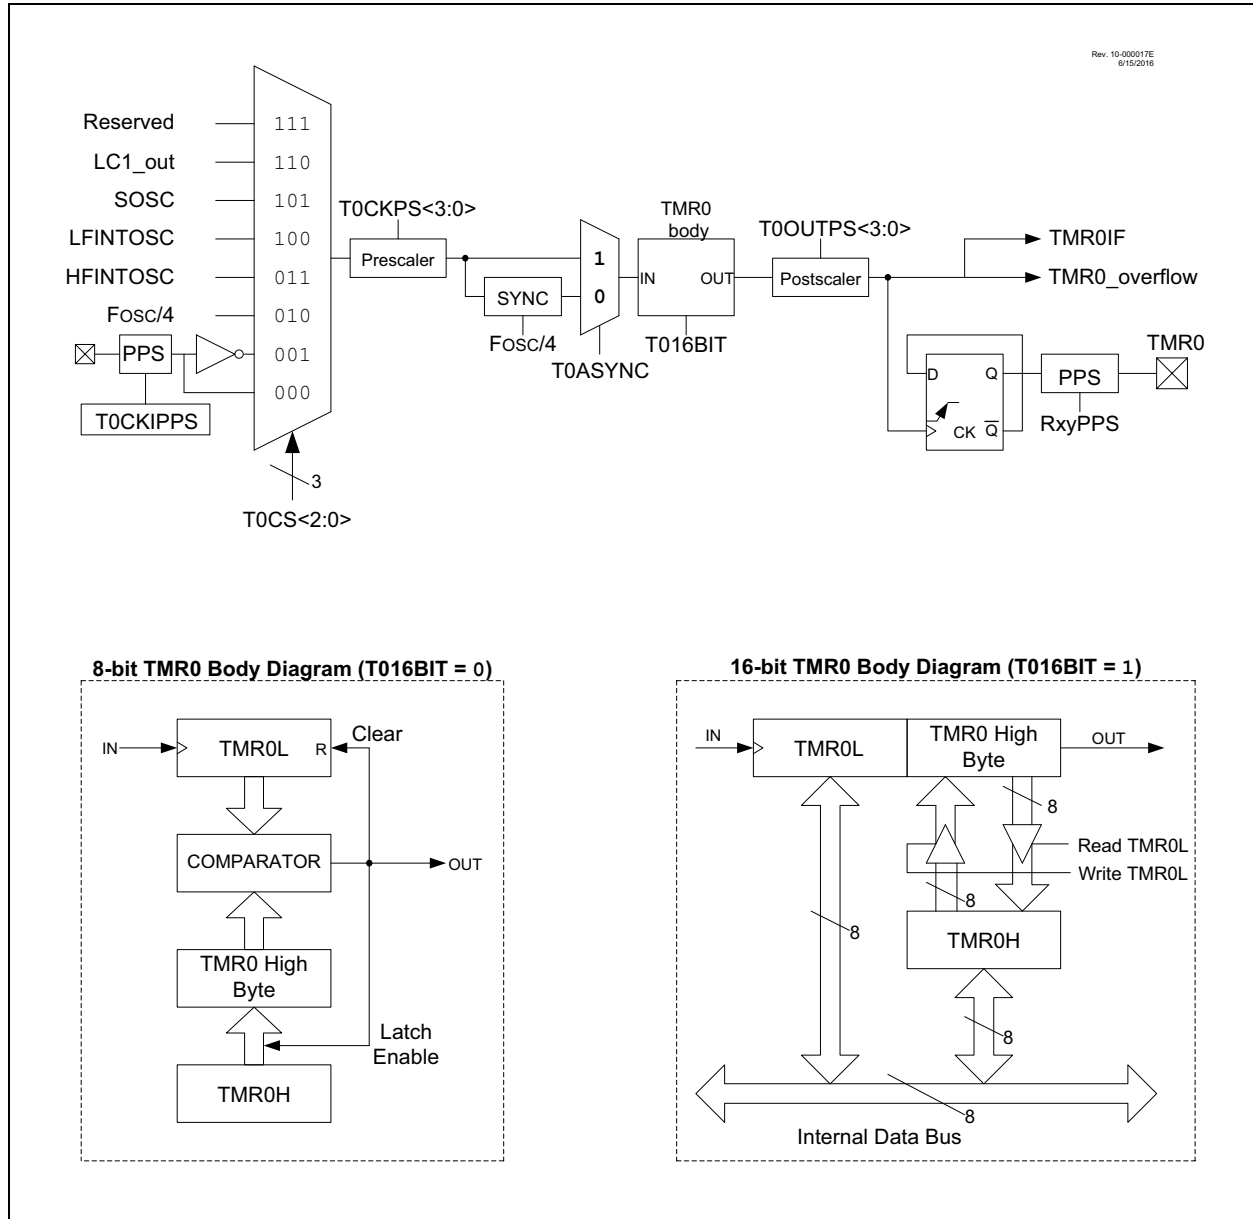 Rev. 10-000017E
6/15/2016
Reserved
111
LC1_out
110
SOSC
101
LFINTOSC
100
HFINTOSC
011
FOSC/4
010
PPS
001
000
T0CKIPPS
3
T0CS<2:0>
T0CKPS<3:0>
Prescaler
SYNC
FOSC/4
1
0
T0ASYNC
TMR0
body
IN
OUT
T016BIT
T0OUTPS<3:0>
Postscaler
TMR0IF
TMR0_overflow
D
Q
CK
Q
PPS
RxyPPS
TMR0
8-bit TMR0 Body Diagram (T016BIT = 0)
IN
TMR0L
R
Clear
COMPARATOR
OUT
TMR0 High
Byte
Latch
Enable
TMR0H
16-bit TMR0 Body Diagram (T016BIT = 1)
IN
TMR0L
TMR0 High
Byte
OUT
8
Read TMR0L
Write TMR0L
8
8
TMR0H
8
8
Internal Data Bus